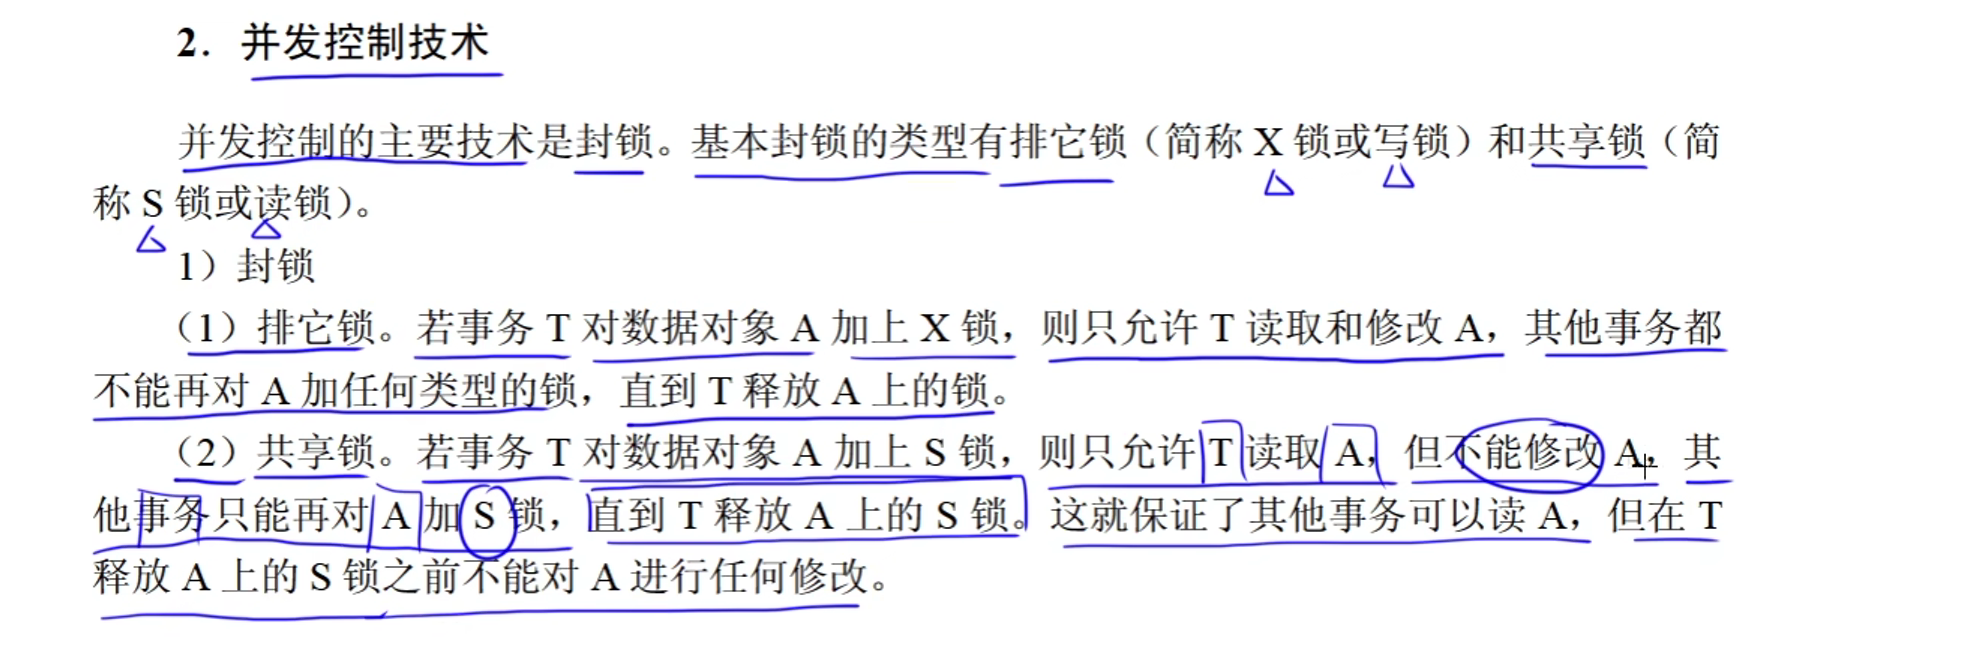 2．并发控制技术
并发控制的主要技术是封锁。基本封锁的类型有排它锁（简称 X 锁或写锁）和共享锁（简
称 S 锁或读锁）。
1）封锁
（1）排它锁。若事务 T 对数据对象 A 加上 X 锁，则只允许 T 读取和修改 A，其他事务都
不能再对 A 加任何类型的锁，直到 T 释放 A 上的锁。
（2）共享锁。若事务 T 对数据对象 A 加上 S 锁，则只允许 T 读取 A，但不能修改 A，其
他事务只能再对 A 加 S 锁，直到 T 释放 A 上的 S 锁。这就保证了其他事务可以读 A，但在 T
释放 A 上的 S 锁之前不能对 A 进行任何修改。